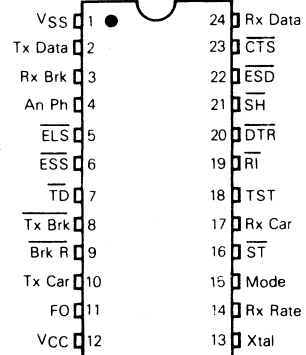 VSS 1 24 Rx Data
Tx Data 2 23 CTS
Rx Brk 3 22 ESD
An Ph 4 21 SH
ELS 5 20 DTR
ESS 6 19 RI
TD 7 18 TST
Tx Brk 8 17 Rx Car
Brk R 9 16 ST
Tx Car 10 15 Mode
FO 11 14 Rx Rate
VCC 12 13 Xtal